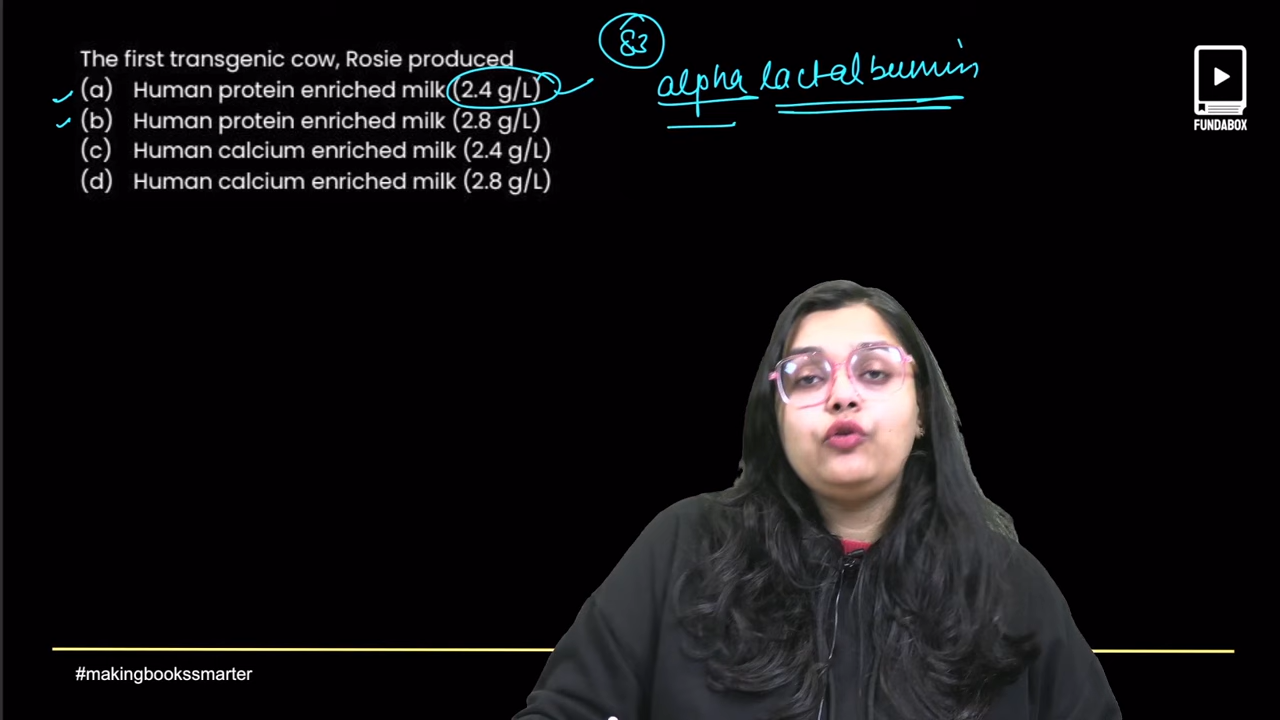 The first transgenic cow, Rosie produced
(a) Human protein enriched milk (2.4 g/L)
(b) Human protein enriched milk (2.8 g/L)
(c) Human calcium enriched milk (2.4 g/L)
(d) Human calcium enriched milk (2.8 g/L)
alpha lactalbumin
FUNDABOX
#makingbookssmarter